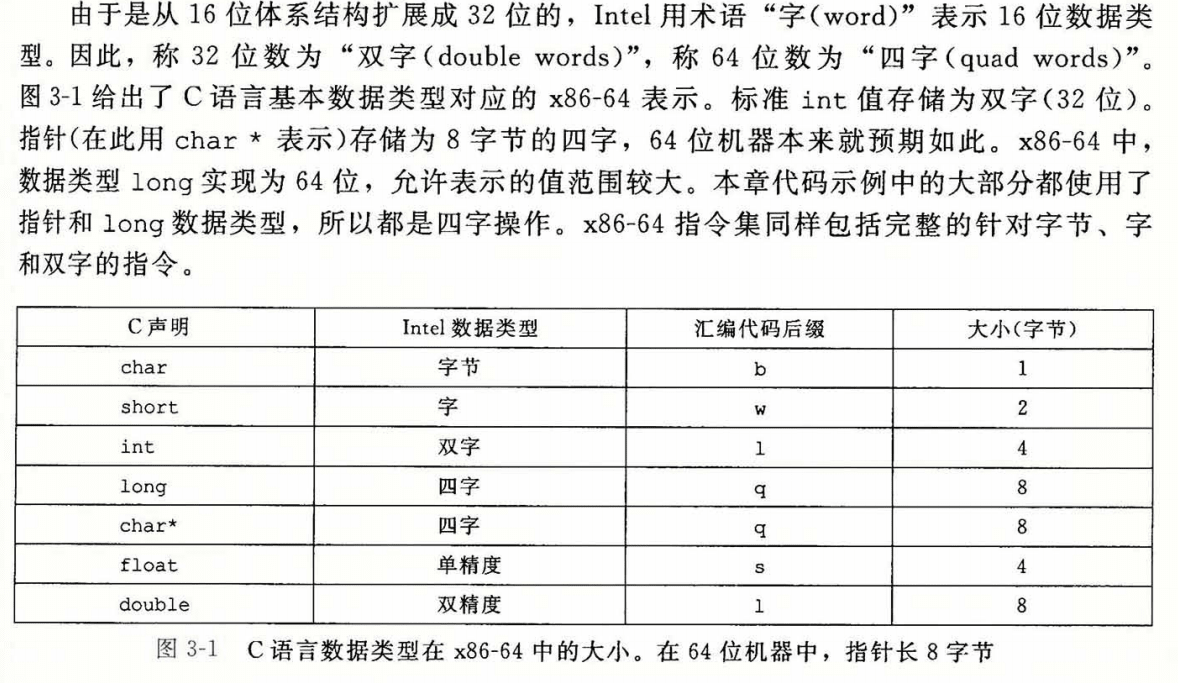 由于是从 16 位体系结构扩展成 32 位的，Intel 用术语“字(word)”表示 16 位数据类
型。因此，称 32 位数为“双字(double words)”，称 64 位数为“四字(quad words)”。
图 3-1 给出了 C 语言基本数据类型对应的 x86-64 表示。标准 int 值存储为双字(32 位)。
指针(在此用 char * 表示)存储为 8 字节的四字，64 位机器本来就预期如此。x86-64 中，
数据类型 long 实现为 64 位，允许表示的值范围较大。本章代码示例中的大部分都使用了
指针和 long 数据类型，所以都是四字操作。x86-64 指令集同样包括完整的针对字节、字
和双字的指令。
C 声明 Intel 数据类型 汇编代码后缀 大小(字节)
char 字节 b 1
short 字 w 2
int 双字 l 4
long 四字 q 8
char* 四字 q 8
float 单精度 s 4
double 双精度 l 8
图 3-1 C 语言数据类型在 x86-64 中的大小。在 64 位机器中，指针长 8 字节